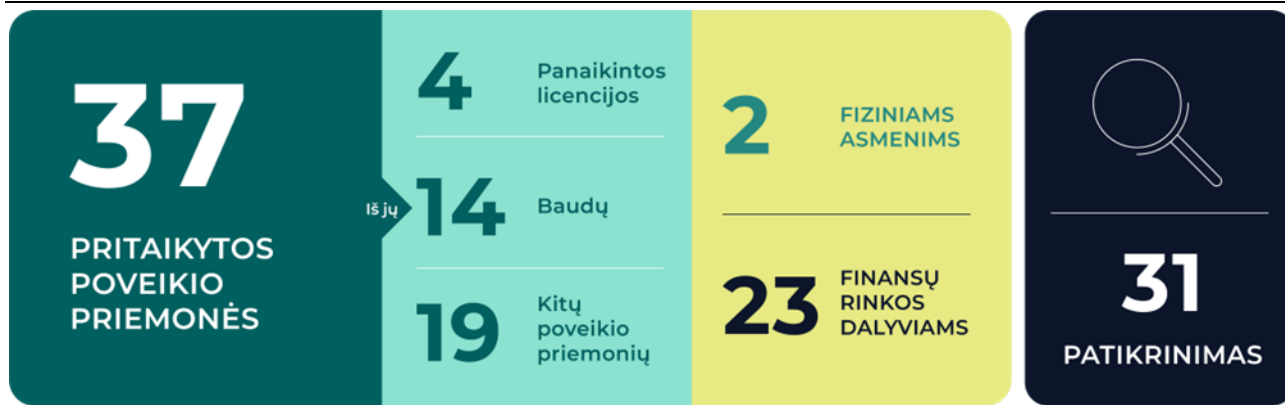 37
PRITAIKYTOS
POVEIKIO
PRIEMONĖS
Iš jų
4
Panaikintos
licencijos
14
Baudų
19
Kitų
poveikio
priemonių
2
FIZINIAMS
ASMENIMS
23
FINANSŲ
RINKOS
DALYVIAMS
31
PATIKRINIMAS